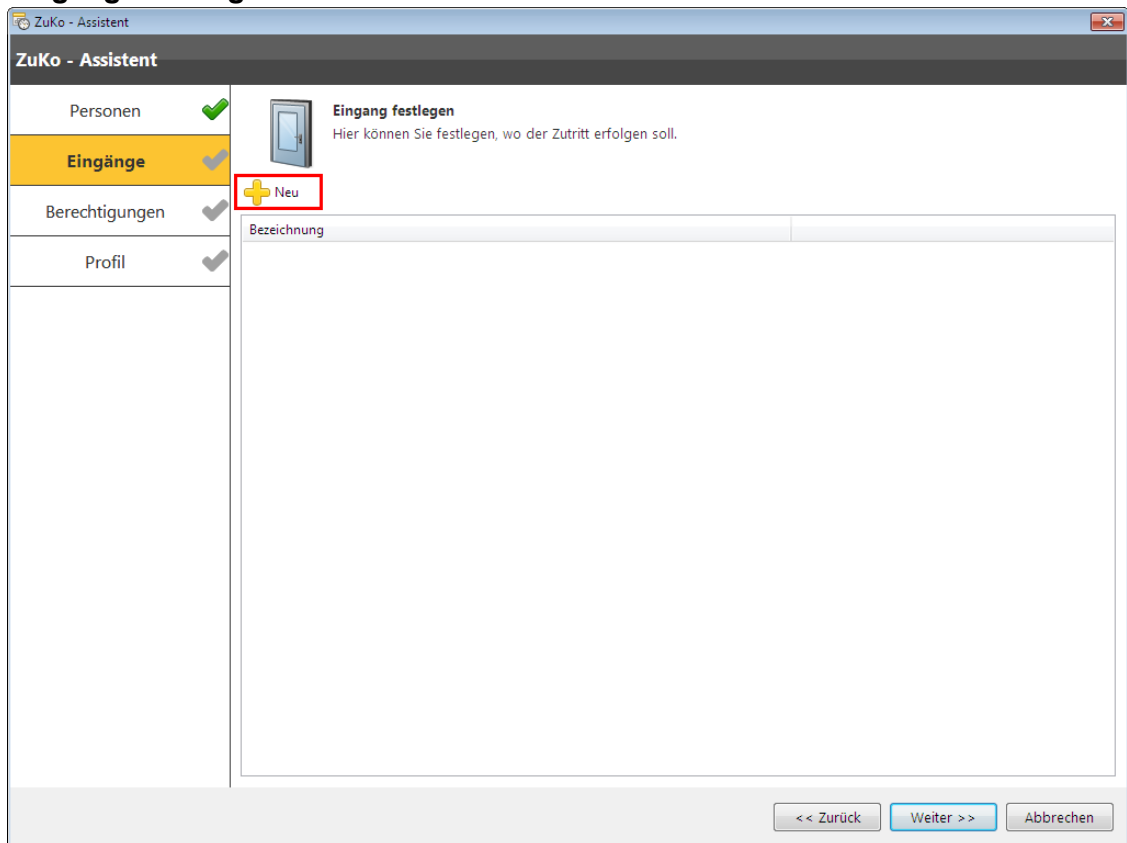 ZuKo - Assistent
ZuKo - Assistent
Personen
Eingänge
Berechtigungen
Profil
Eingang festlegen
Hier können Sie festlegen, wo der Zutritt erfolgen soll.
Neu
Bezeichnung
<< Zurück
Weiter >>
Abbrechen